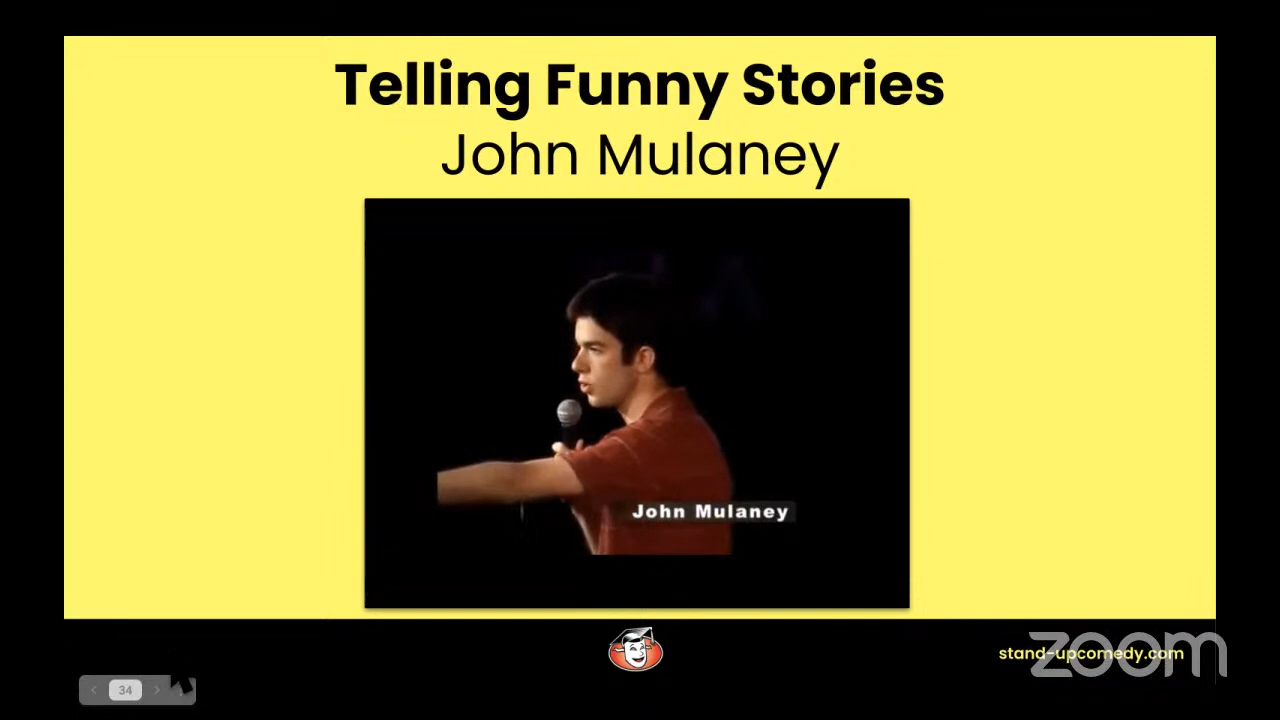 Telling Funny Stories
John Mulaney
John Mulaney
stand-upcomedy.com
zoom
34